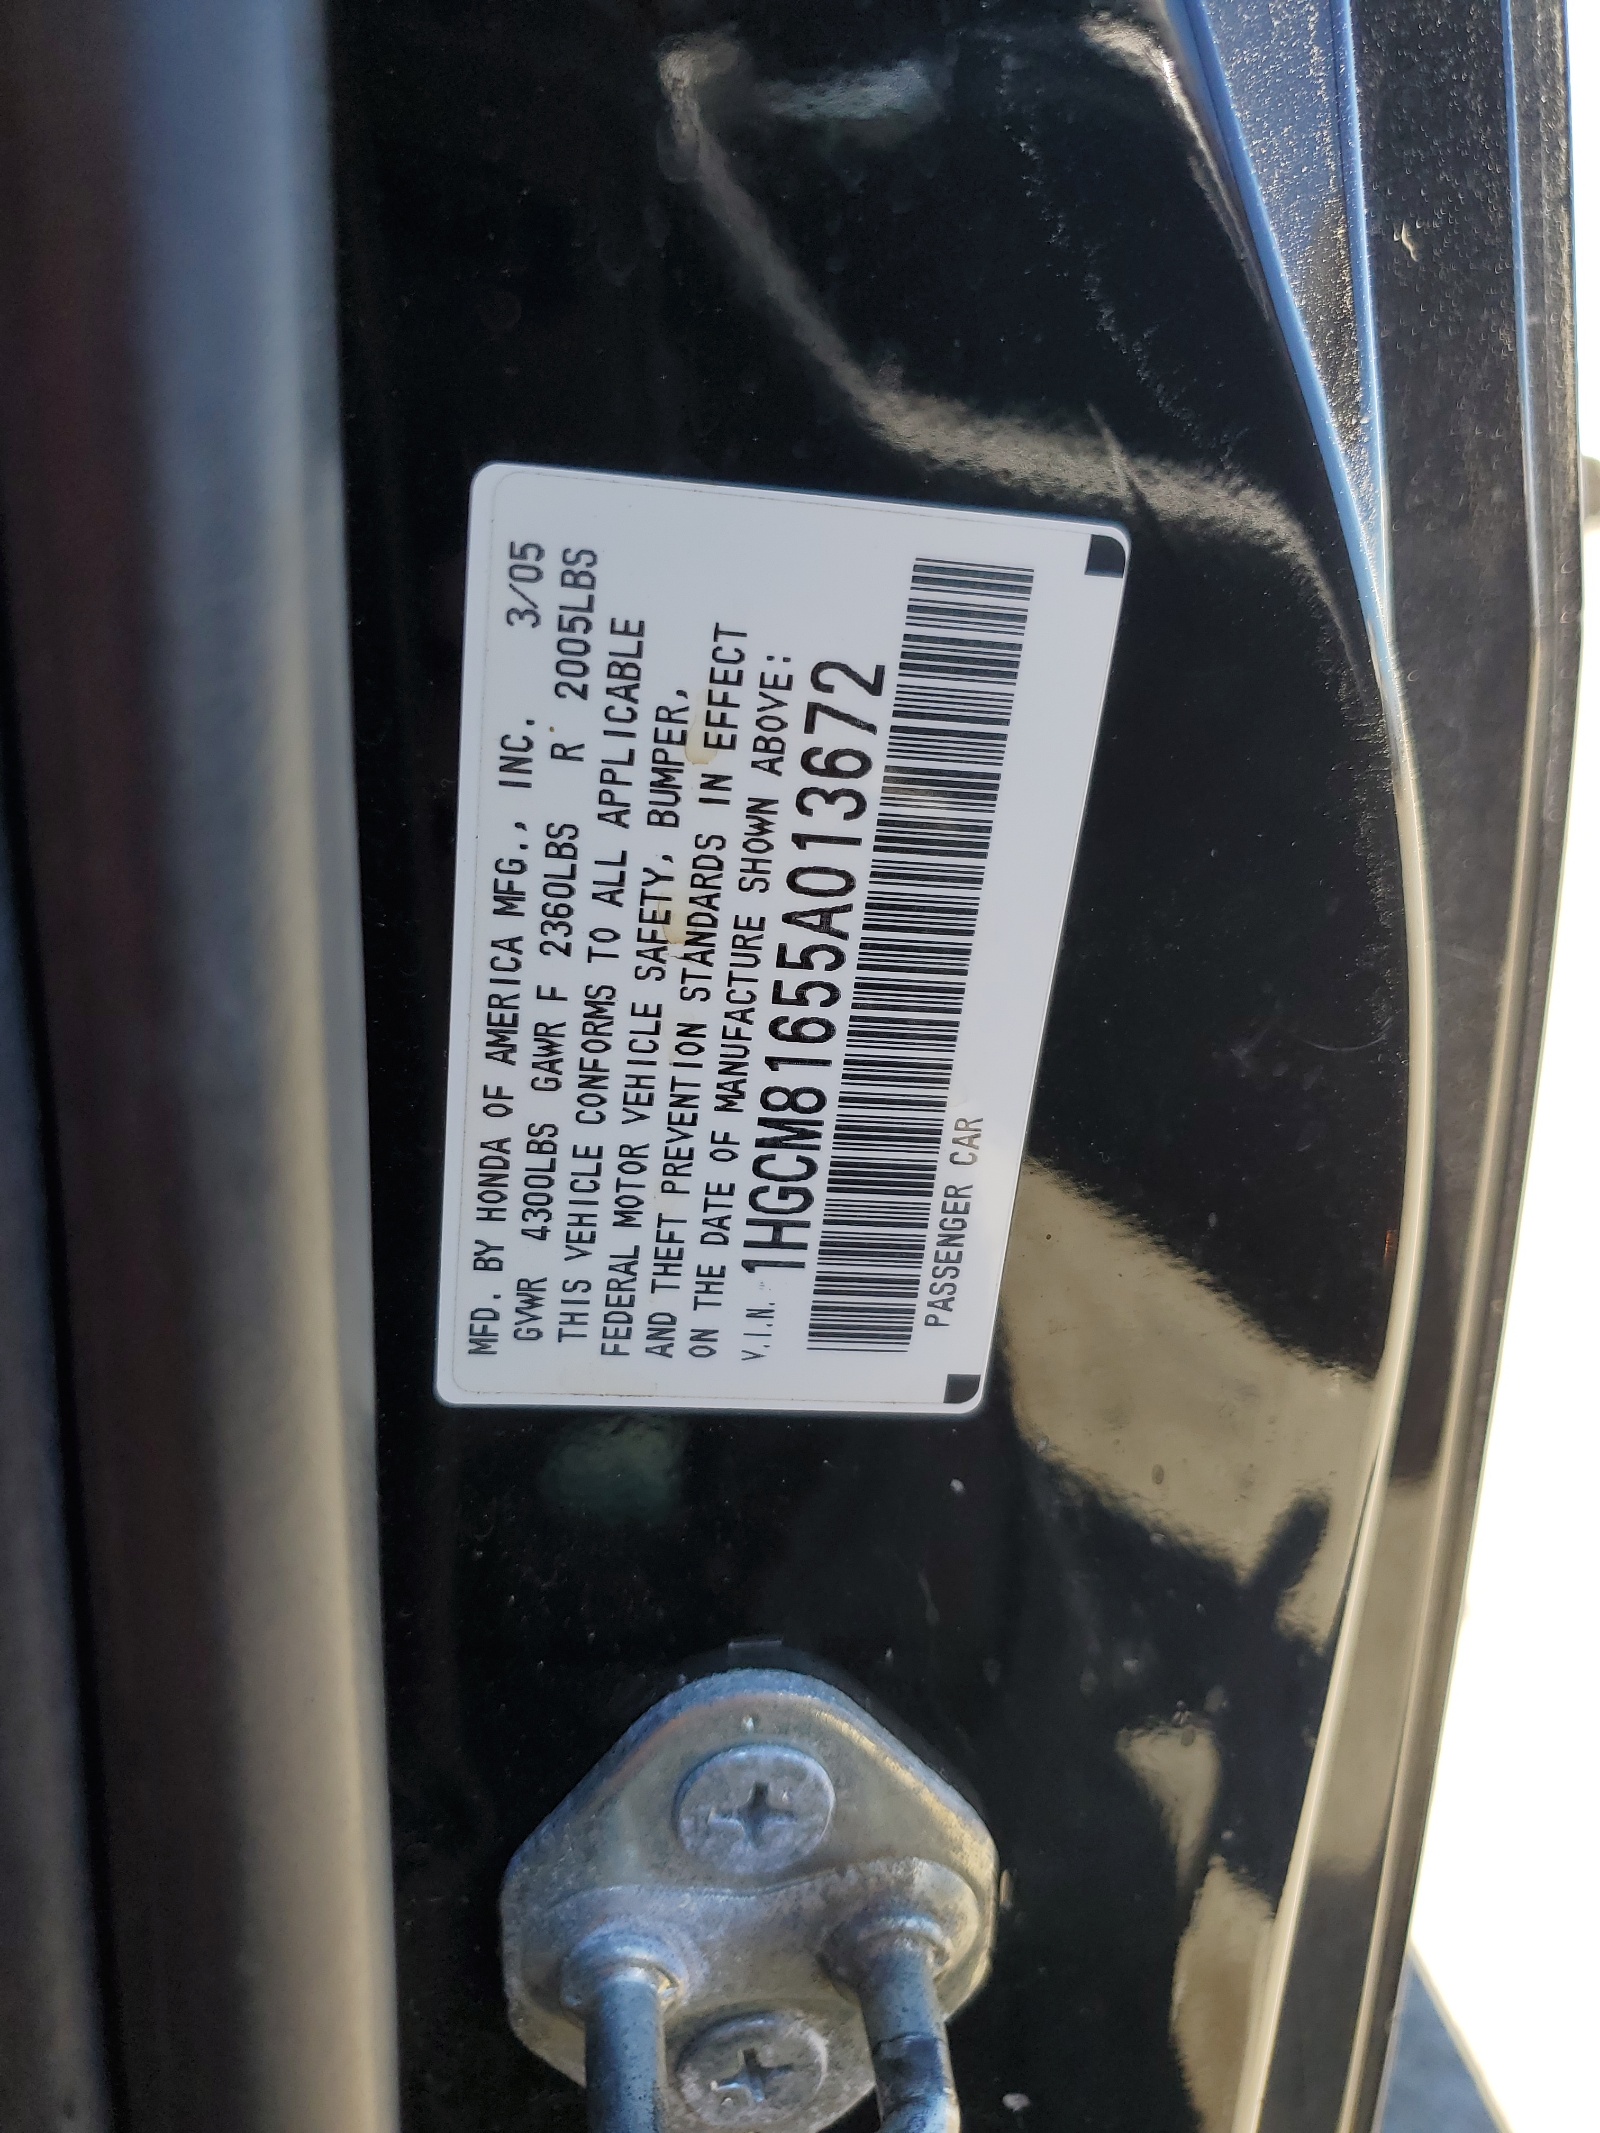 MFD. BY HONDA OF AMERICA MFG., INC. 3/05
GVWR 4300LBS GAWR F 2360LBS R 2005LBS
THIS VEHICLE CONFORMS TO ALL APPLICABLE
FEDERAL MOTOR VEHICLE SAFETY, BUMPER,
AND THEFT PREVENTION STANDARDS IN EFFECT
ON THE DATE OF MANUFACTURE SHOWN ABOVE:
V.I.N. 1HGCM81655A013672
PASSENGER CAR